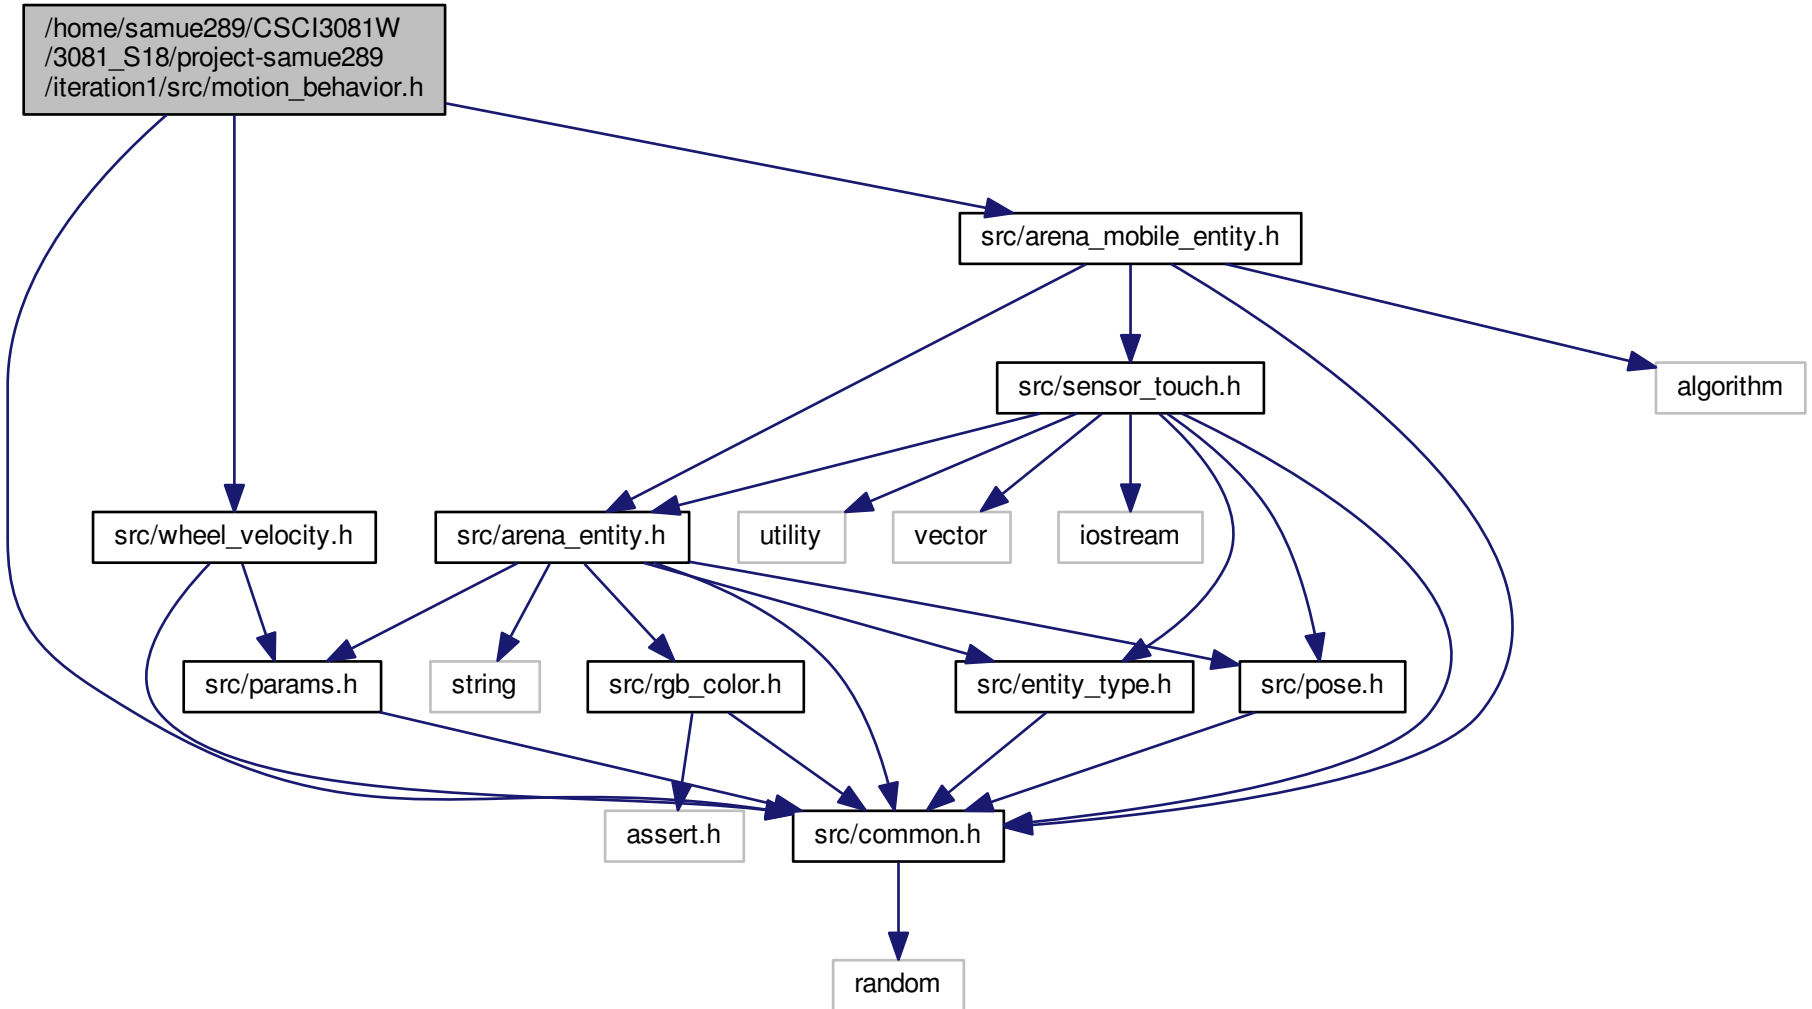 /home/samue289/CSCI3081W
/3081_S18/project-samue289
/iteration1/src/motion_behavior.h
src/arena_mobile_entity.h
src/sensor_touch.h
algorithm
src/wheel_velocity.h
src/arena_entity.h
utility
vector
iostream
src/params.h
string
src/rgb_color.h
src/entity_type.h
src/pose.h
assert.h
src/common.h
random